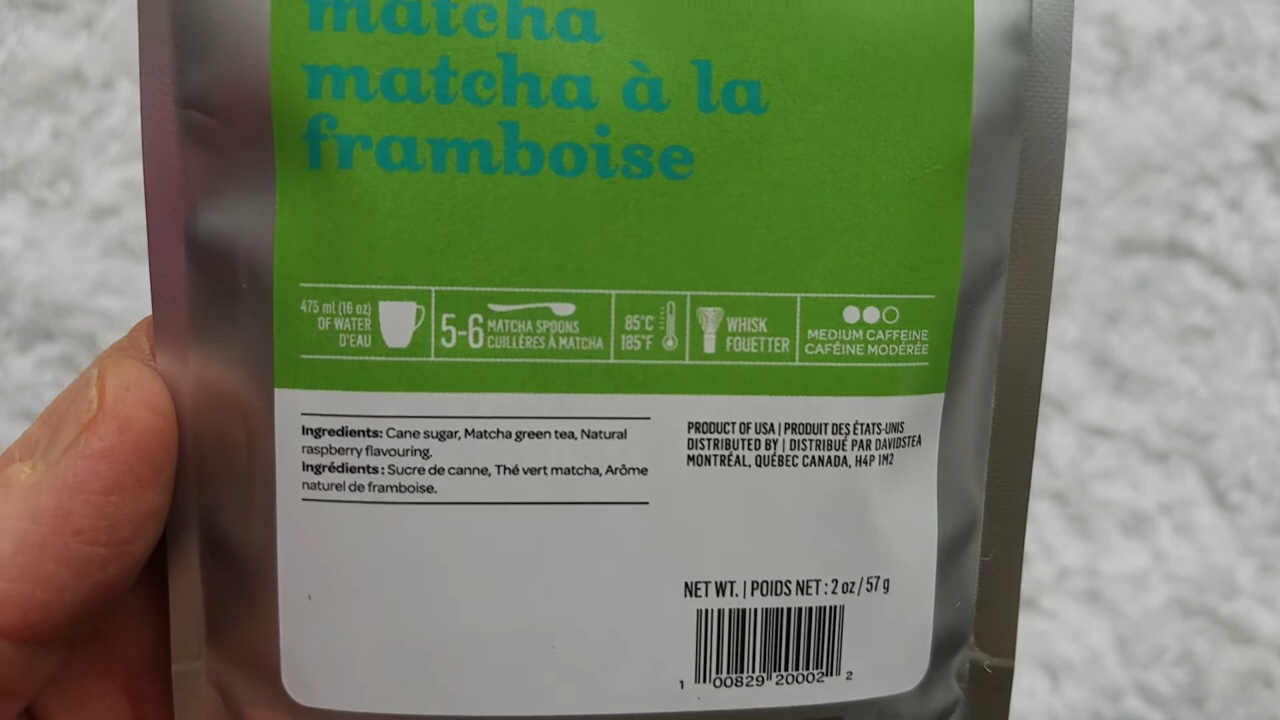 matcha
matcha à la
framboise
475 ml (16 oz)
OF WATER
D'EAU
5-6 MATCHA SPOONS
CUILLÈRES À MATCHA
85°C
185°F
WHISK
FOUETTER
MEDIUM CAFFEINE
CAFÉINE MODÉRÉE
Ingredients: Cane sugar, Matcha green tea, Natural
raspberry flavouring.
Ingrédients : Sucre de canne, Thé vert matcha, Arôme
naturel de framboise.
PRODUCT OF USA | PRODUIT DES ÉTATS-UNIS
DISTRIBUTED BY | DISTRIBUÉ PAR DAVIDSTEA
MONTRÉAL, QUÉBEC CANADA, H4P 1M2
NET WT. | POIDS NET : 2 oz / 57 g
1 00829 20002 2